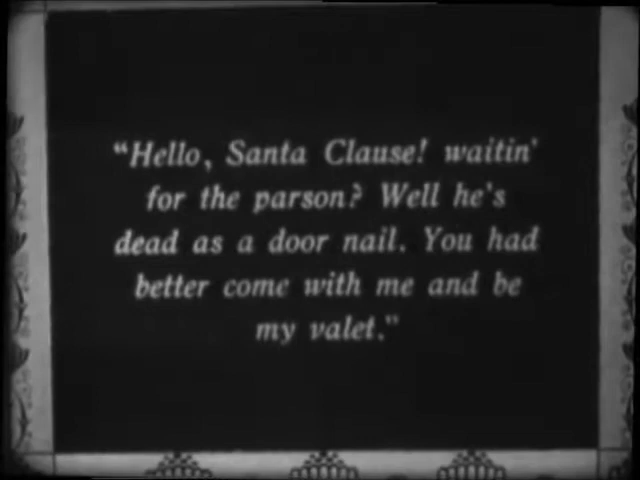 "Hello, Santa Clause! waitin'
for the parson? Well he's
dead as a door nail. You had
better come with me and be
my valet."